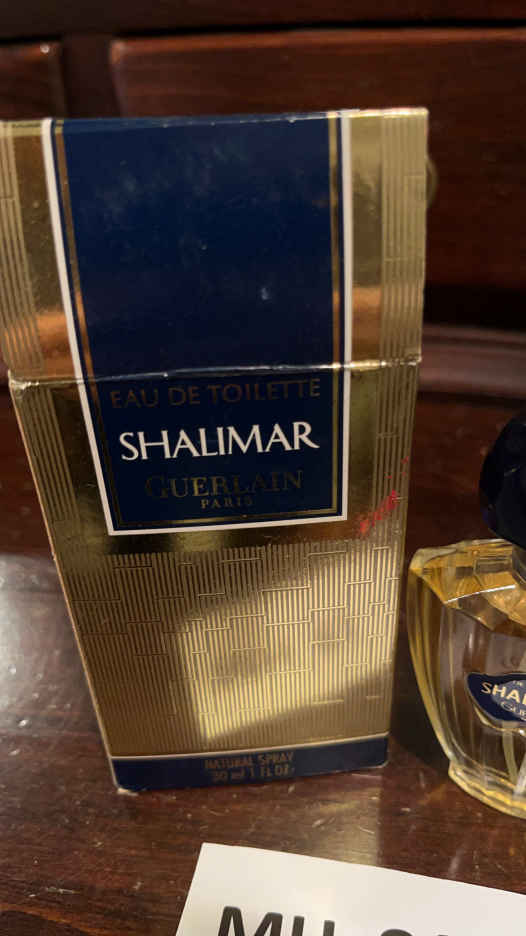 EAU DE TOILETTE
SHALIMAR
GUERLAIN
PARIS
NATURAL SPRAY
30 ml 1 FL OZ